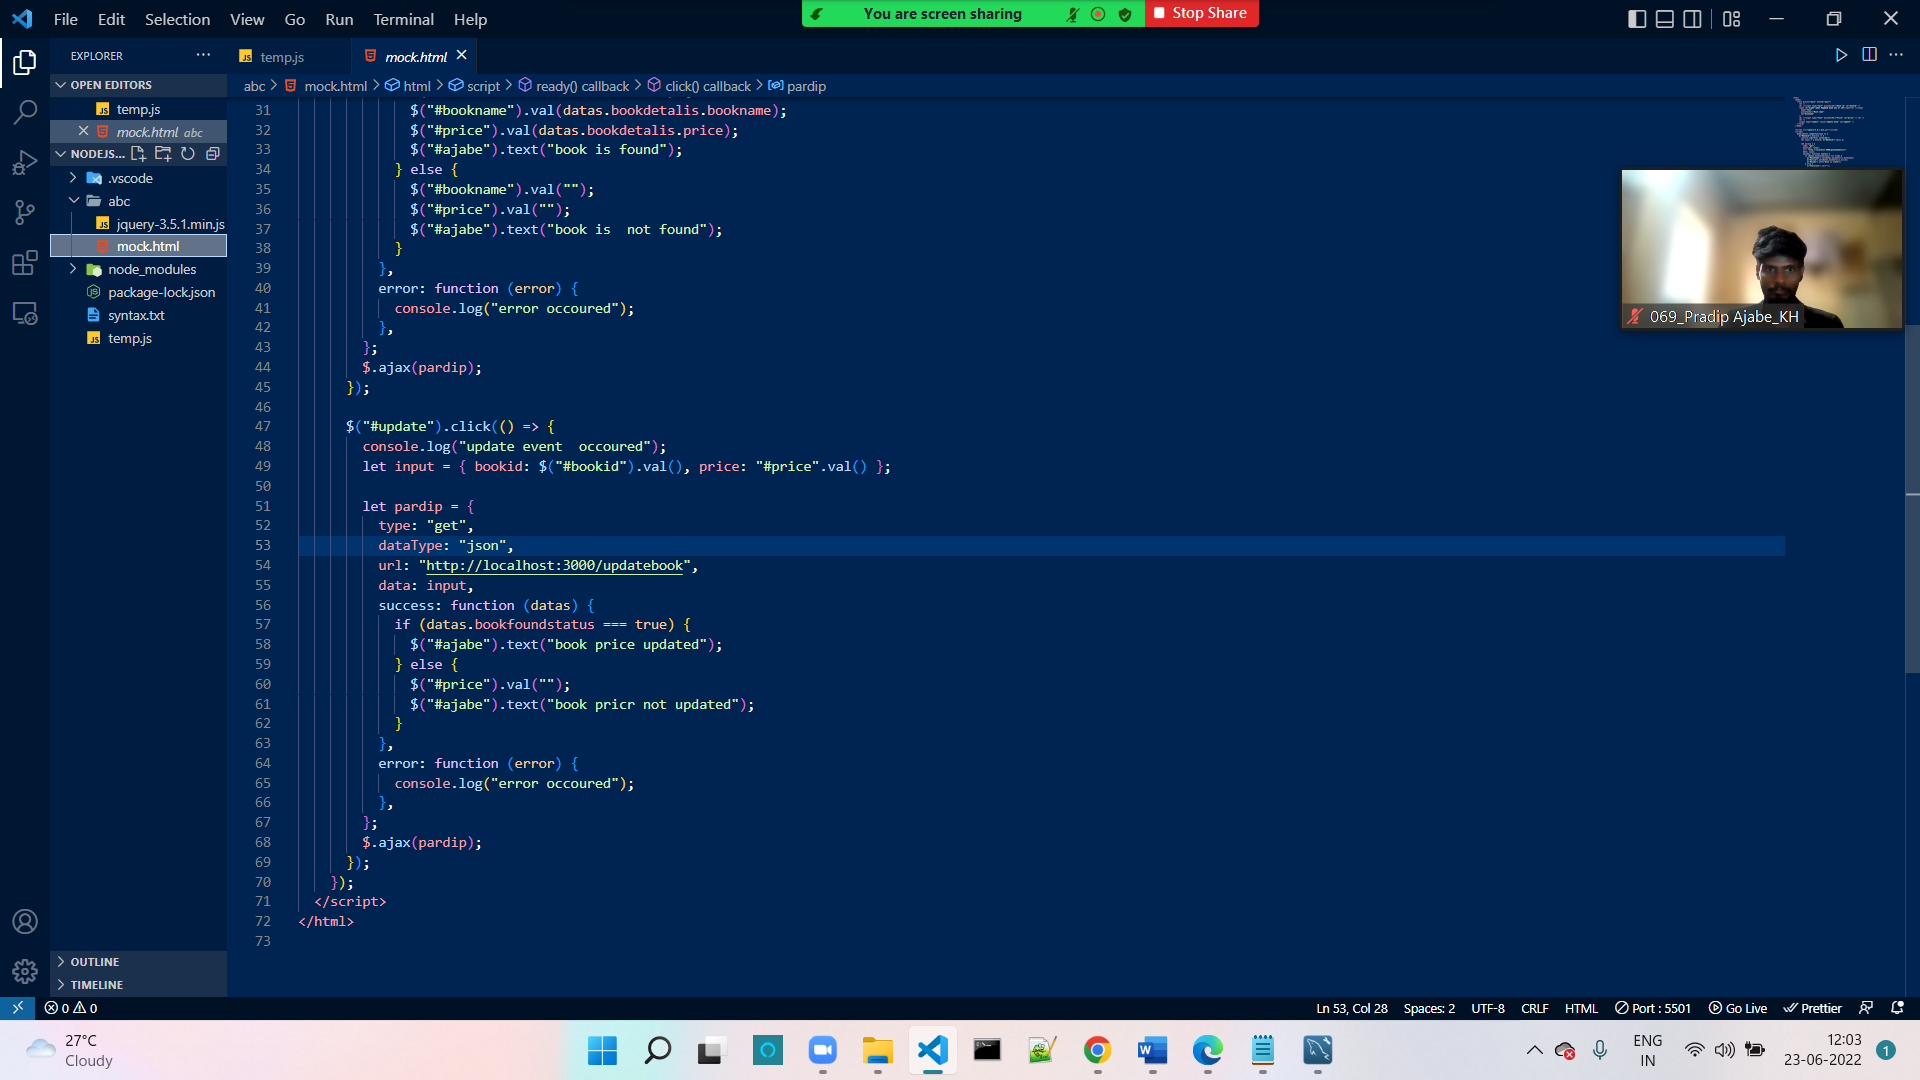 File Edit Selection View Go Run Terminal Help
You are screen sharing
Stop Share
EXPLORER
temp.js
mock.html
OPEN EDITORS
temp.js
mock.html abc
NODEJS...
.vscode
abc
jquery-3.5.1.min.js
mock.html
node_modules
package-lock.json
syntax.txt
temp.js
OUTLINE
TIMELINE
abc > mock.html > html > script > ready() callback > click() callback > pardip
31 $("#bookname").val(datas.bookdetalis.bookname);
32 $("#price").val(datas.bookdetalis.price);
33 $("#ajabe").text("book is found");
34 } else {
35 $("#bookname").val("");
36 $("#price").val("");
37 $("#ajabe").text("book is  not found");
38 }
39 },
40 error: function (error) {
41 console.log("error occoured");
42 },
43 };
44 $.ajax(pardip);
45 });
46
47 $("#update").click(() => {
48 console.log("update event  occoured");
49 let input = { bookid: $("#bookid").val(), price: "#price".val() };
50
51 let pardip = {
52 type: "get",
53 dataType: "json",
54 url: "http://localhost:3000/updatebook",
55 data: input,
56 success: function (datas) {
57 if (datas.bookfoundstatus === true) {
58 $("#ajabe").text("book price updated");
59 } else {
60 $("#price").val("");
61 $("#ajabe").text("book pricr not updated");
62 }
63 },
64 error: function (error) {
65 console.log("error occoured");
66 },
67 };
68 $.ajax(pardip);
69 });
70 });
71 </script>
72 </html>
73
069_Pradip Ajabe_KH
0 0
Ln 53, Col 28 Spaces: 2 UTF-8 CRLF HTML Port : 5501 Go Live Prettier
27°C
Cloudy
ENG
IN
12:03
23-06-2022
1